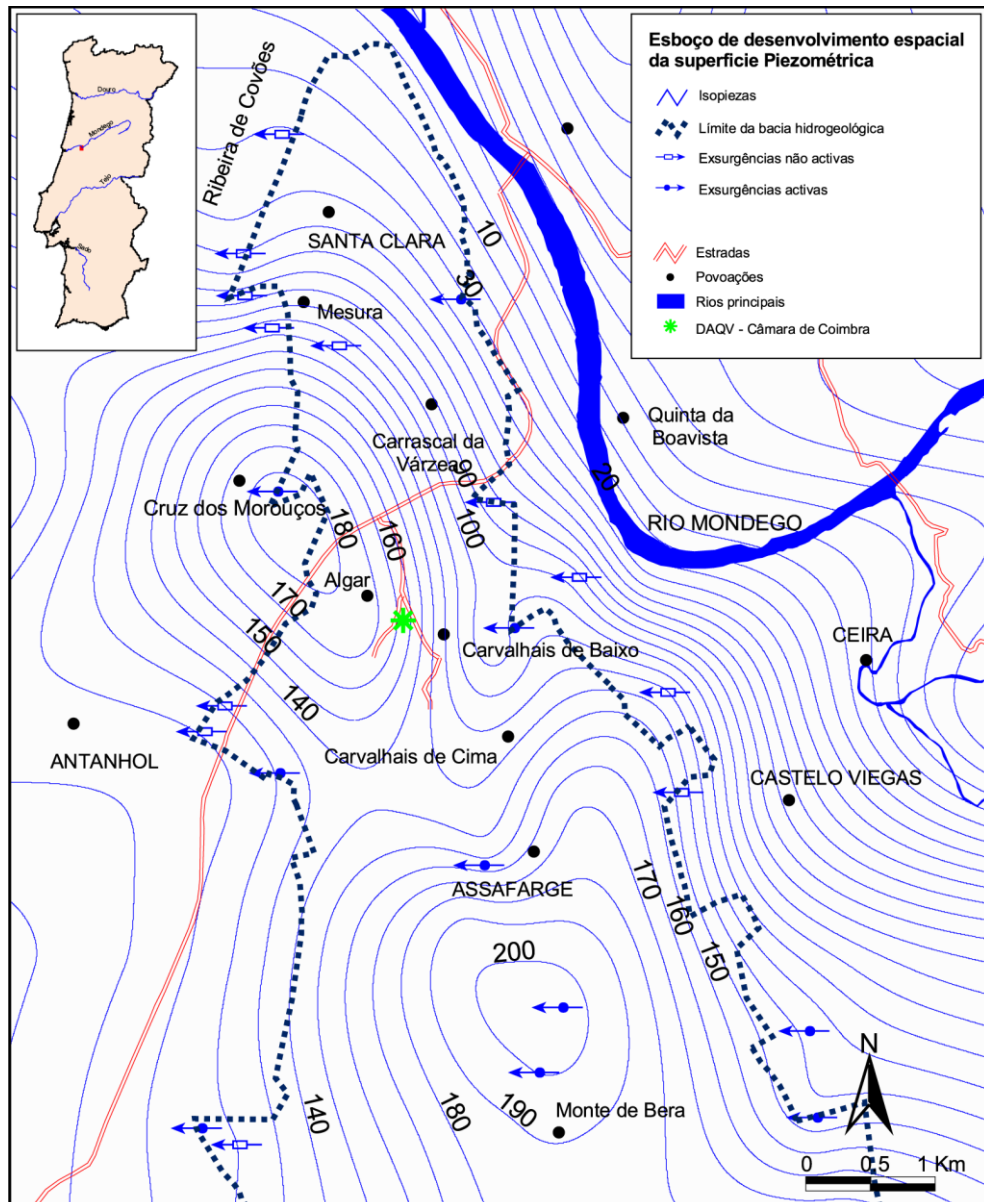 Douro
Mondego
Tejo
Sado
Esboço de desenvolvimento espacial
da superficie Piezométrica
Isopiezas
Límite da bacia hidrogeológica
Exsurgências não activas
Exsurgências activas
Estradas
Povoações
Rios principais
DAQV - Câmara de Coimbra
Ribeira de Covões
SANTA CLARA
10
30
Mesura
Carrascal da
Várzea
Quinta da
Boavista
90
100
20
Cruz dos Morouços
180
160
RIO MONDEGO
Algar
170
150
Carvalhais de Baixo
CEIRA
140
ANTANHOL
Carvalhais de Cima
CASTELO VIEGAS
ASSAFARGE
170
160
150
200
N
140
180
190
Monte de Bera
0 0.5 1 Km